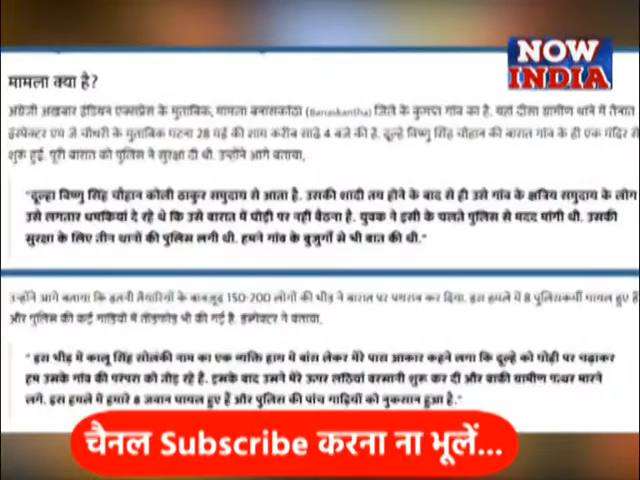 NOW
INDIA
मामला क्या है?
अंग्रेजी अखबार इंडियन एक्सप्रेस के मुताबिक, मामला बनासकांठा (Banaskantha) जिले के कुमप्त गांव का है. यहां दीसा ग्रामीण थाने में तैनात
इंस्पेक्टर एम जे चौधरी के मुताबिक घटना 28 मई की शाम करीब साढ़े 4 बजे की है. दूल्हे विष्णु सिंह चौहान की बारात गांव के ही एक मंदिर से
शुरू हुई. पूरी बारात को पुलिस ने सुरक्षा दी थी. उन्होंने आगे बताया,
"दूल्हा विष्णु सिंह चौहान कोली ठाकुर समुदाय से आता है. उसकी शादी तय होने के बाद से ही उसे गांव के क्षत्रिय समुदाय के लोग
उसे लगतार धमकियां दे रहे थे कि उसे बारात में घोड़ी पर नहीं बैठना है. युवक ने इसी के चलते पुलिस से मदद मांगी थी. उसकी
सुरक्षा के लिए तीन थानों की पुलिस लगी थी. हमने गांव के बुजुर्गों से भी बात की थी."
उन्होंने आगे बताया कि इतनी तैयारियों के बावजूद 150-200 लोगों की भीड़ ने बारात पर पथराव कर दिया. इस हमले में 8 पुलिसकर्मी घायल हुए हैं
और पुलिस की कई गाड़ियों में तोड़फोड़ भी की गई है. इंस्पेक्टर ने बताया,
" इस भीड़ में कालू सिंह सोलंकी नाम का एक व्यक्ति हाथ में बांस लेकर मेरे पास आकार कहने लगा कि दूल्हे को घोड़ी पर चढ़ाकर
हम उसके गांव की परंपरा को तोड़ रहे है. इसके बाद उसने मेरे ऊपर लाठियां बरसानी शुरू कर दी और बाकी ग्रामीण पत्थर मारने
लगे. इस हमले में हमारे 8 जवान घायल हुए हैं और पुलिस की पांच गाड़ियों को नुकसान हुआ है."
चैनल Subscribe करना ना भूलें...